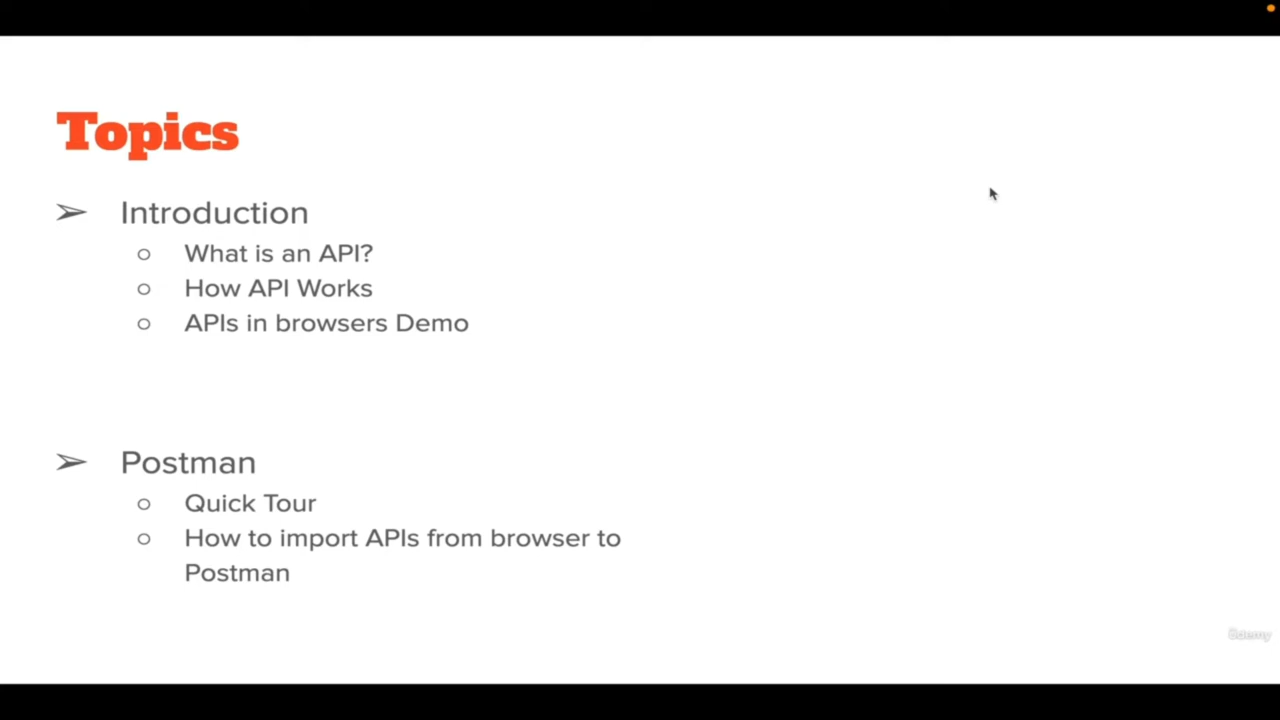 Topics
➢ Introduction
○ What is an API?
○ How API Works
○ APIs in browsers Demo
➢ Postman
○ Quick Tour
○ How to import APIs from browser to
Postman
Udemy